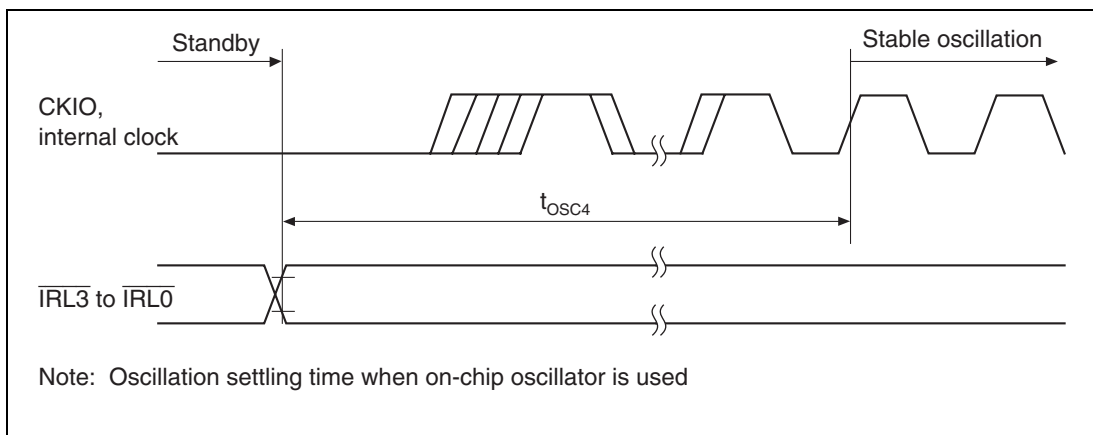 Standby
Stable oscillation
CKIO,
internal clock
tOSC4
IRL3 to IRL0
Note: Oscillation settling time when on-chip oscillator is used